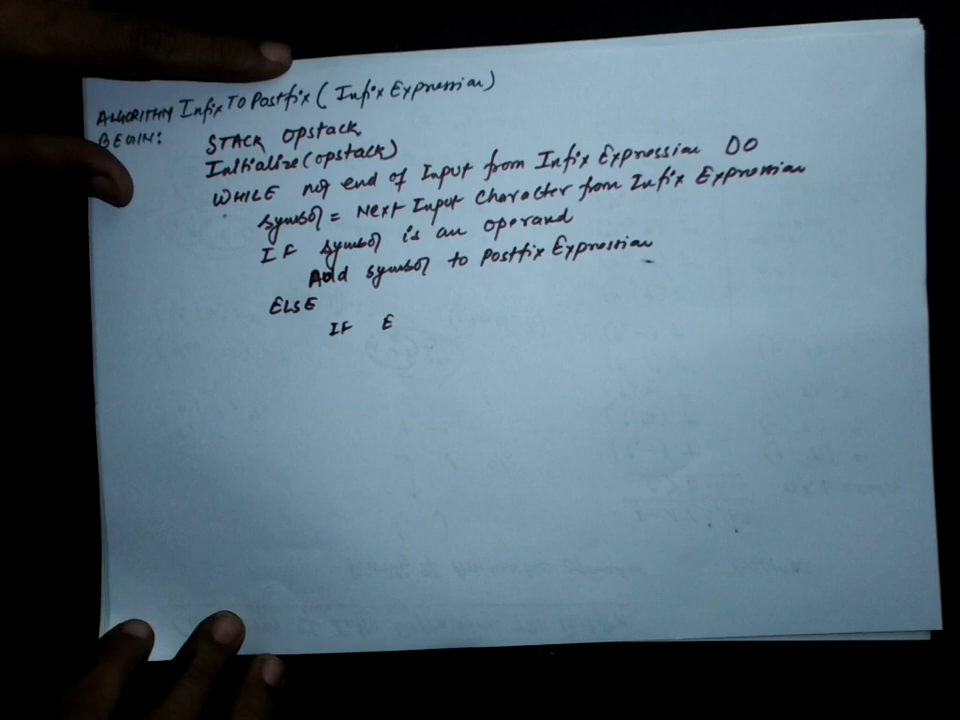 ALGORITHM Infix TO Postfix ( Infix Expression )
BEGIN:
STACK opstack
Initialize ( opstack )
WHILE not end of Input from Infix Expression DO
symbol = Next Input Character from Infix Expression
IF symbol is an operand
Add symbol to Postfix Expression
ELSE
IF E